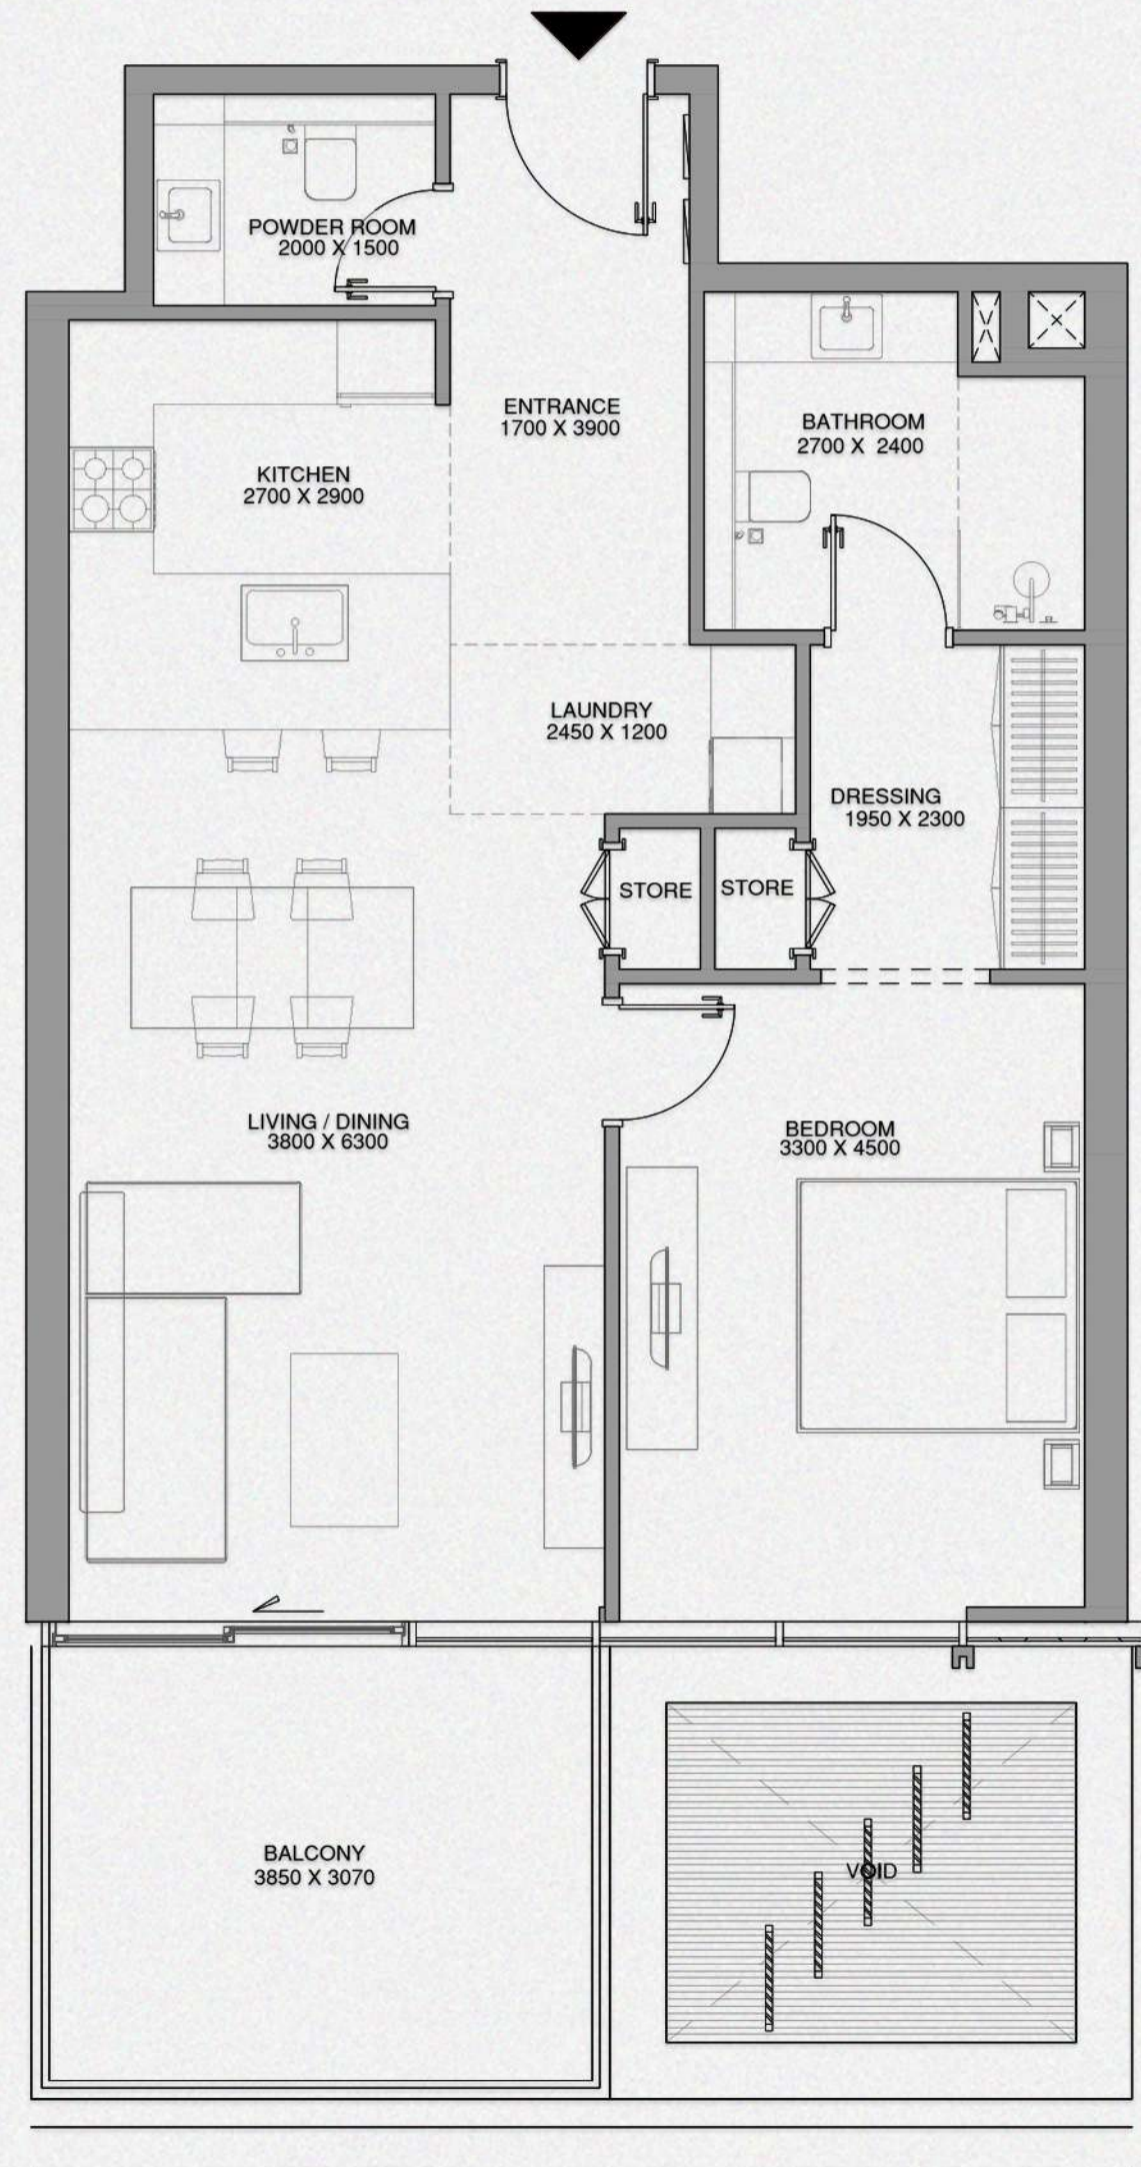 POWDER ROOM
2000 X 1500
ENTRANCE
1700 X 3900
BATHROOM
2700 X 2400
KITCHEN
2700 X 2900
LAUNDRY
2450 X 1200
DRESSING
1950 X 2300
STORE
STORE
LIVING / DINING
3800 X 6300
BEDROOM
3300 X 4500
BALCONY
3850 X 3070
VOID